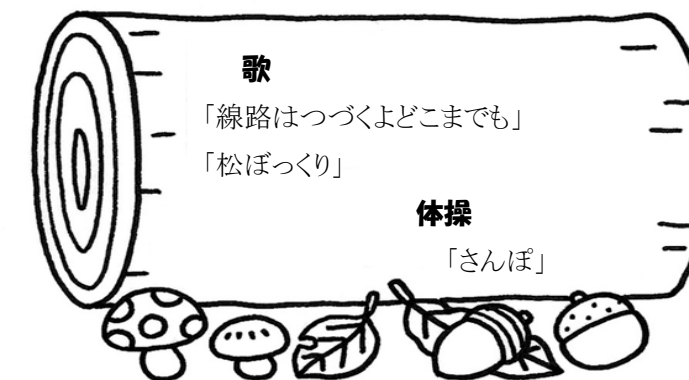 歌
「線路はつづくよどこまでも」
「松ぼっくり」
体操
「さんぽ」